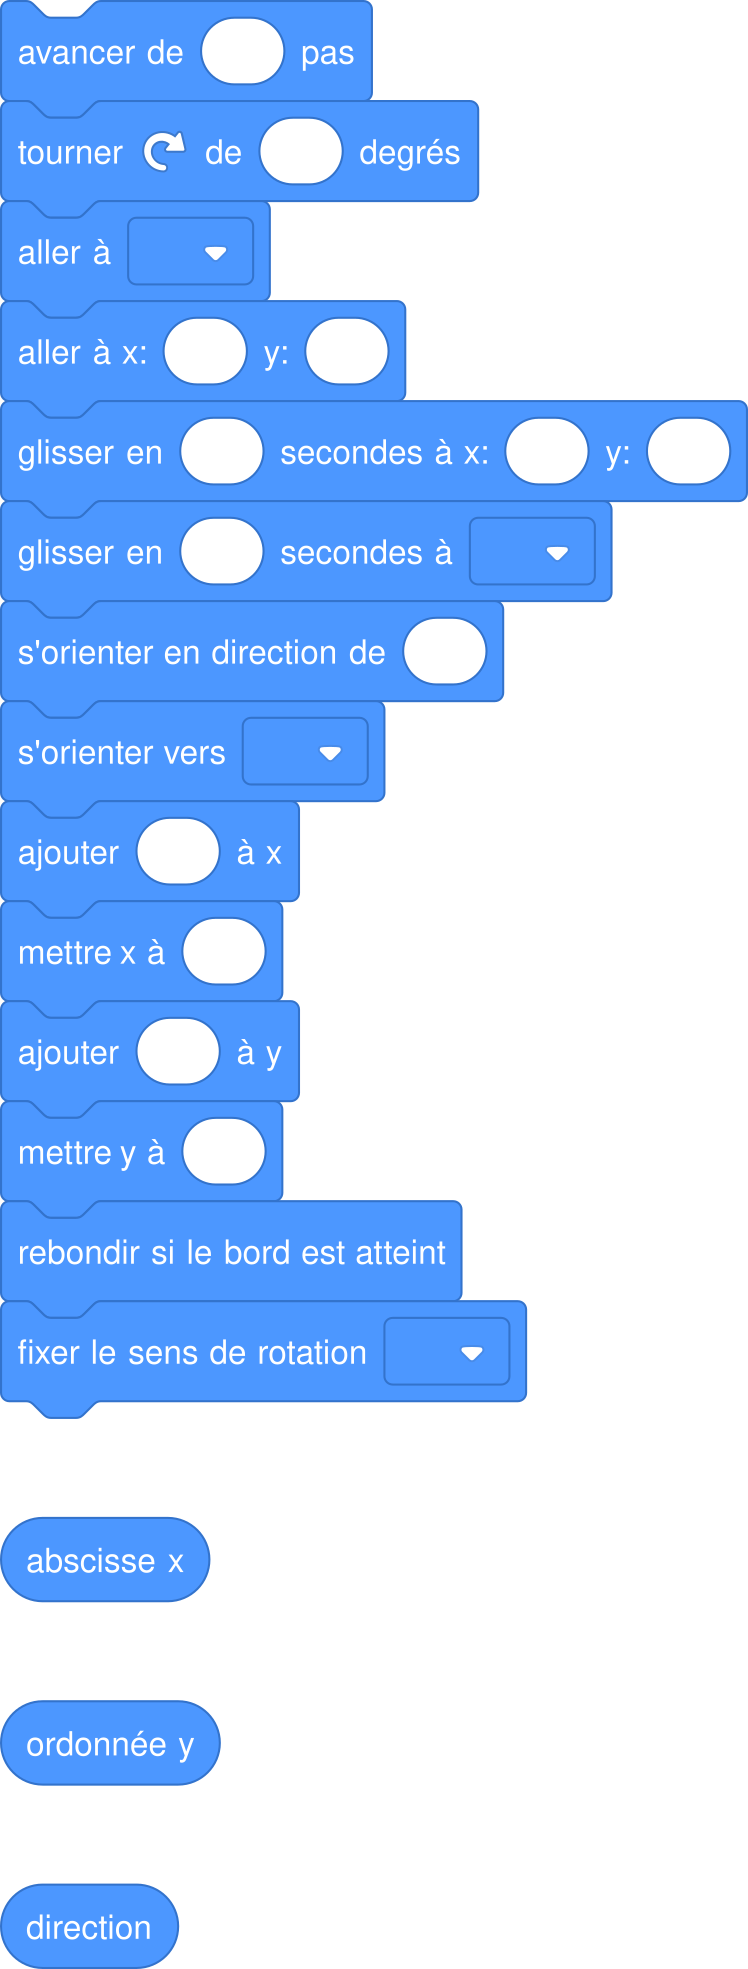 avancer de pas
tourner de degrés
aller à
aller à x: y:
glisser en secondes à x: y:
glisser en secondes à
s'orienter en direction de
s'orienter vers
ajouter à x
mettre x à
ajouter à y
mettre y à
rebondir si le bord est atteint
fixer le sens de rotation
abscisse x
ordonnée y
direction